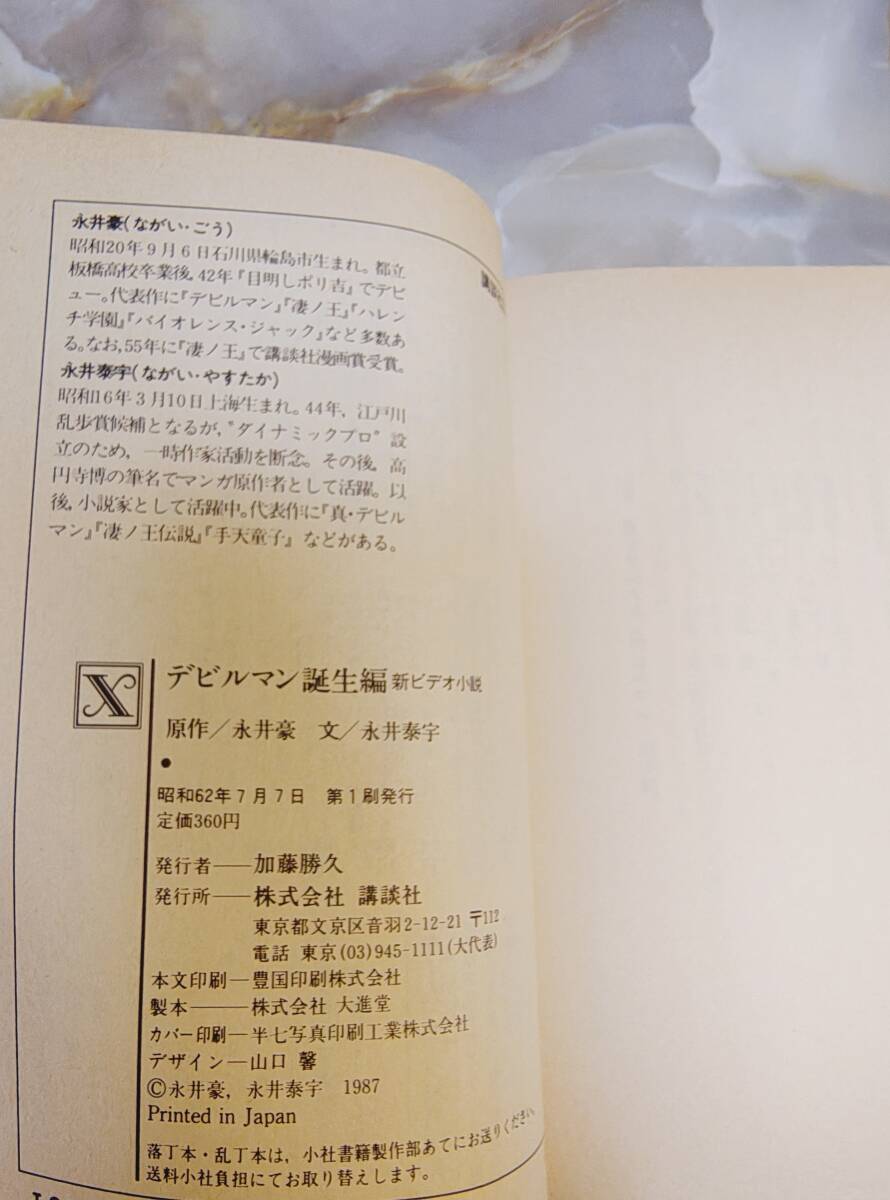 永井豪(ながい・ごう)
昭和20年9月6日石川県輪島市生まれ。都立
板橋高校卒業後、42年『目明しポリ吉』でデビ
ュー。代表作に『デビルマン』『凄ノ王』『ハレン
チ学園』『バイオレンス・ジャック』など多数あ
る。なお、55年に『凄ノ王』で講談社漫画賞受賞。
永井泰宇(ながい・やすたか)
昭和16年3月10日上海生まれ。44年、江戸川
乱歩賞候補となるが、〝ダイナミックプロ〟設
立のため、一時作家活動を断念。その後、高
円寺博の筆名でマンガ原作者として活躍。以
後、小説家として活躍中。代表作に『真・デビル
マン』『凄ノ王伝説』『手天童子』などがある。
X
デビルマン誕生編 新ビデオ小説
原作/永井豪 文/永井泰宇
●
昭和62年7月7日 第1刷発行
定価360円
発行者——加藤勝久
発行所——株式会社 講談社
東京都文京区音羽2-12-21 〒112
電話 東京(03)945-1111(大代表)
本文印刷—豊国印刷株式会社
製本———株式会社 大進堂
カバー印刷—半七写真印刷工業株式会社
デザイン—山口 馨
©永井豪, 永井泰宇 1987
Printed in Japan
落丁本・乱丁本は、小社書籍製作部あてにお送りください。
送料小社負担にてお取り替えします。